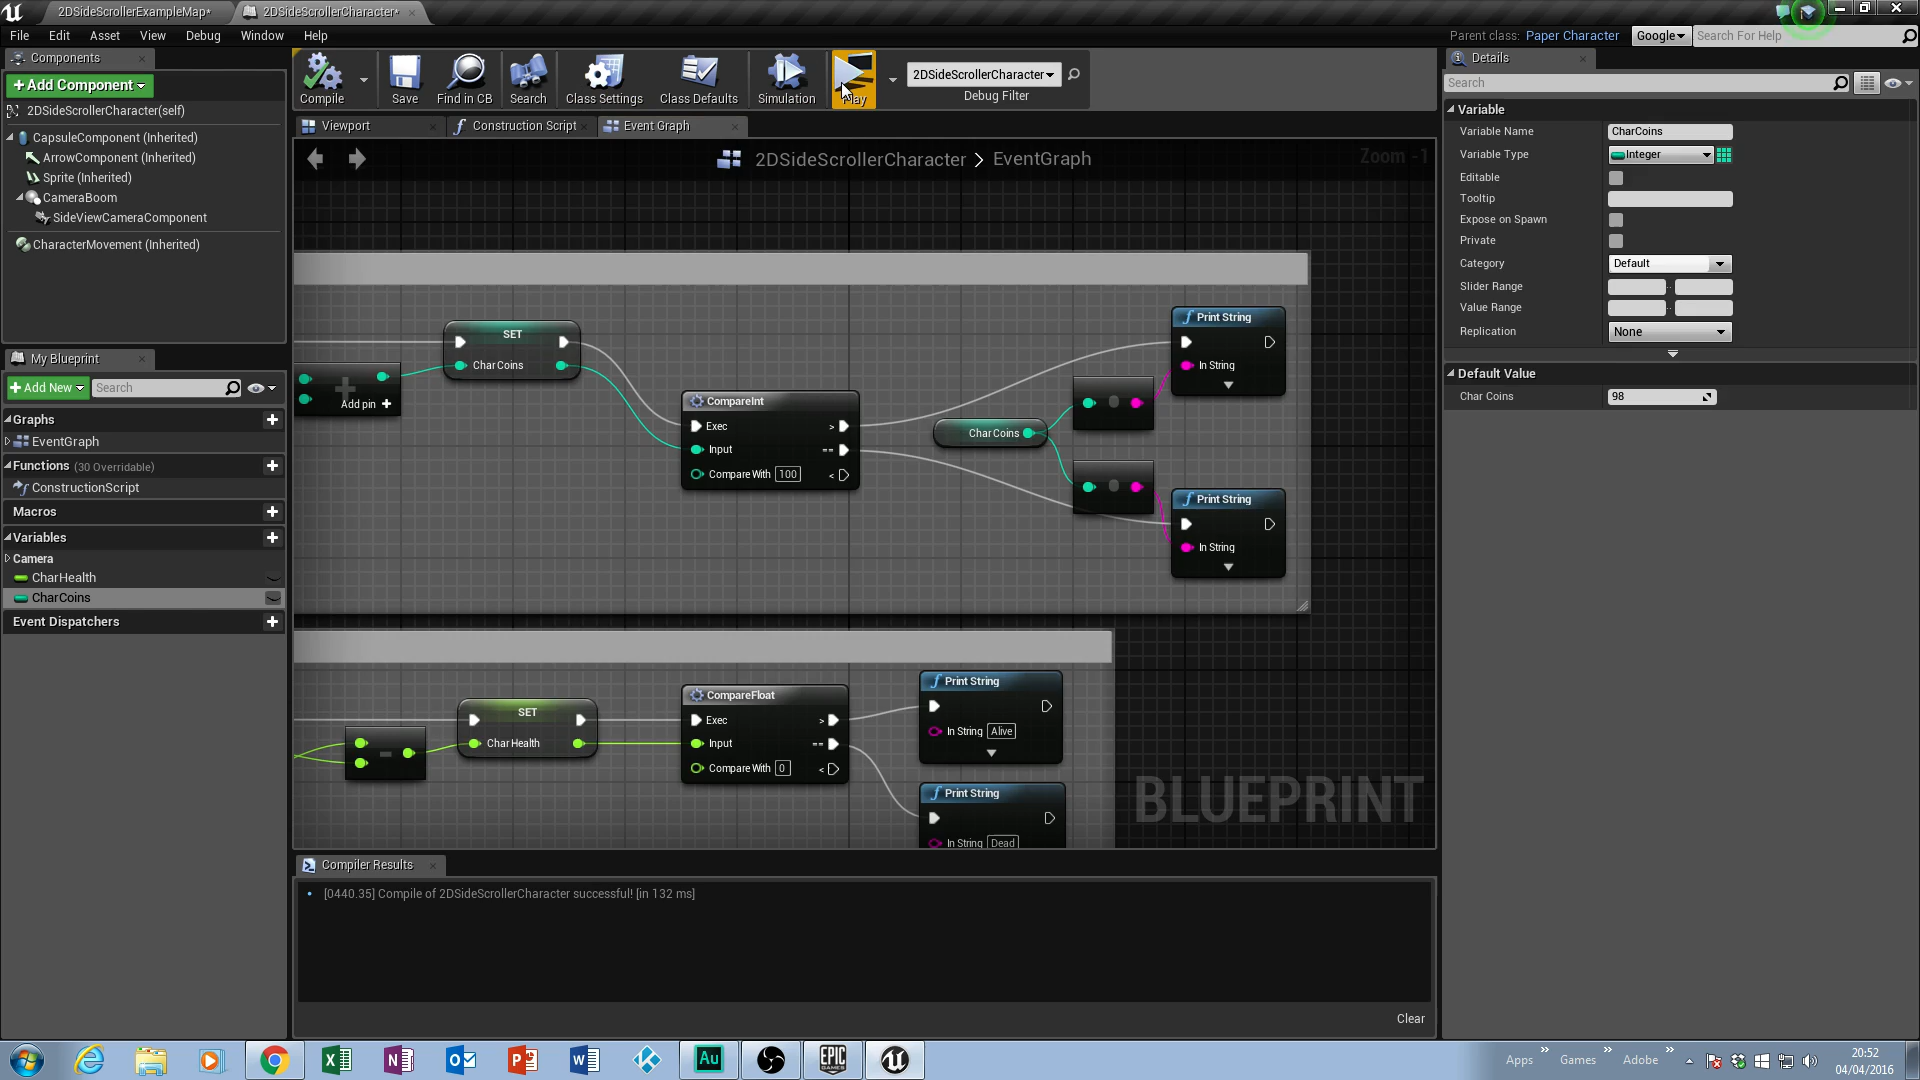 2DSideScrollerExampleMap*
2DSideScrollerCharacter*
File Edit Asset View Debug Window Help
Parent class: Paper Character
Google
Search For Help
Components
+Add Component
2DSideScrollerCharacter(self)
CapsuleComponent (Inherited)
ArrowComponent (Inherited)
Sprite (Inherited)
CameraBoom
SideViewCameraComponent
CharacterMovement (Inherited)
My Blueprint
+Add New
Search
Graphs
EventGraph
Functions (30 Overridable)
ConstructionScript
Macros
Variables
Camera
CharHealth
CharCoins
Event Dispatchers
Compile
Save
Find in CB
Search
Class Settings
Class Defaults
Simulation
Play
2DSideScrollerCharacter
Debug Filter
Viewport
Construction Script
Event Graph
2DSideScrollerCharacter > EventGraph
Zoom -1
SET
CharCoins
Add pin +
CompareInt
Exec >
Input ==
Compare With 100 <
Char Coins
Print String
In String
Print String
In String
SET
CharHealth
CompareFloat
Exec >
Input ==
Compare With 0 <
Print String
In String Alive
Print String
In String Dead
BLUEPRINT
Compiler Results
[0440.35] Compile of 2DSideScrollerCharacter successful! [in 132 ms]
Clear
Details
Search
Variable
Variable Name CharCoins
Variable Type Integer
Editable
Tooltip
Expose on Spawn
Private
Category Default
Slider Range
Value Range
Replication None
Default Value
Char Coins 98
Au
EPIC GAMES
Apps
Games
Adobe
20:52
04/04/2016